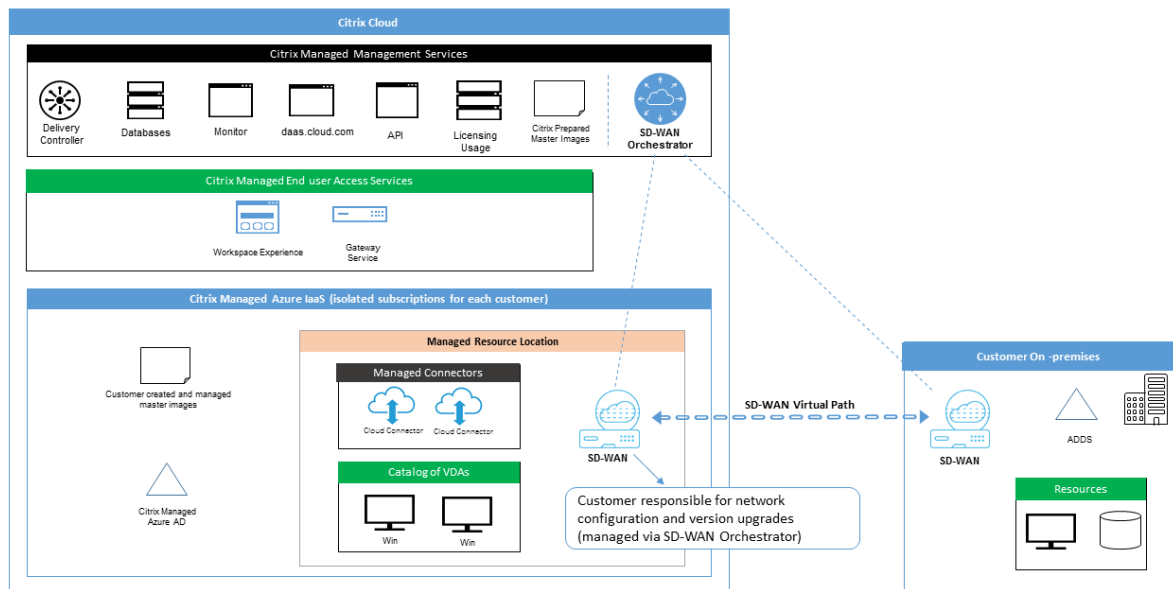 Citrix Cloud
Citrix Managed Management Services
Delivery
Controller
Databases
Monitor
daas.cloud.com
API
Licensing
Usage
Citrix Prepared
Master Images
SD-WAN
Orchestrator
Citrix Managed End user Access Services
Workspace Experience
Gateway
Service
Citrix Managed Azure IaaS (isolated subscriptions for each customer)
Customer created and managed
master images
Citrix Managed
Azure AD
Managed Resource Location
Managed Connectors
Cloud Connector
Cloud Connector
Catalog of VDAs
Win
Win
SD-WAN
Customer responsible for network
configuration and version upgrades
(managed via SD-WAN Orchestrator)
SD-WAN Virtual Path
Customer On -premises
SD-WAN
ADDS
Resources